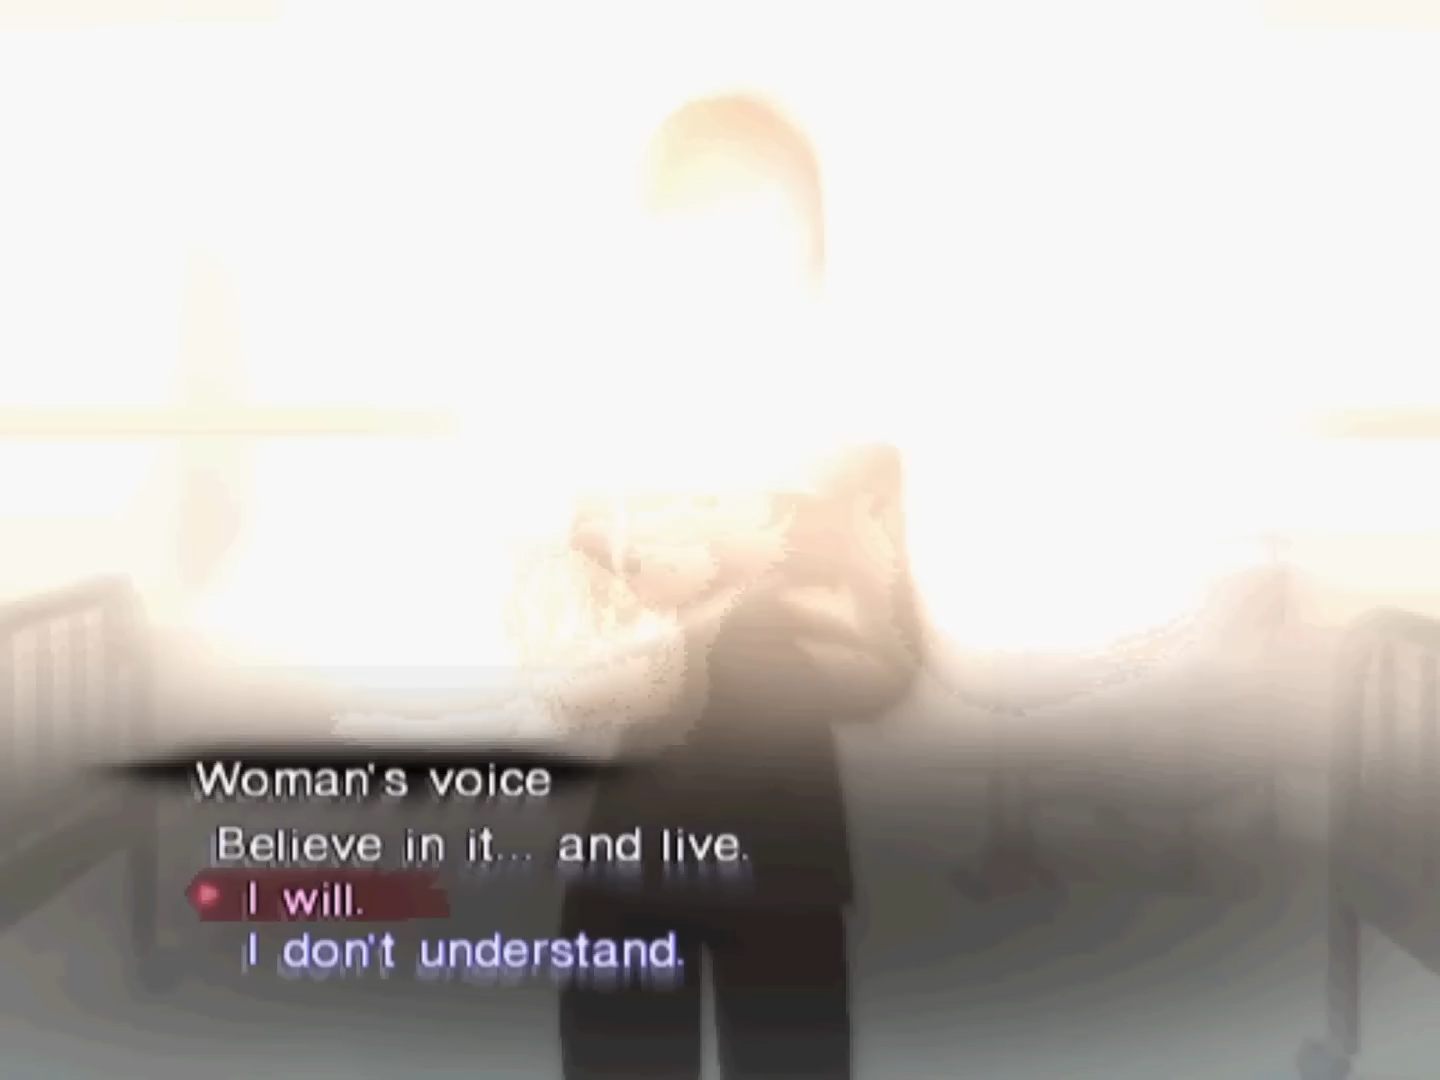 Woman's voice
Believe in it... and live.
I will.
I don't understand.